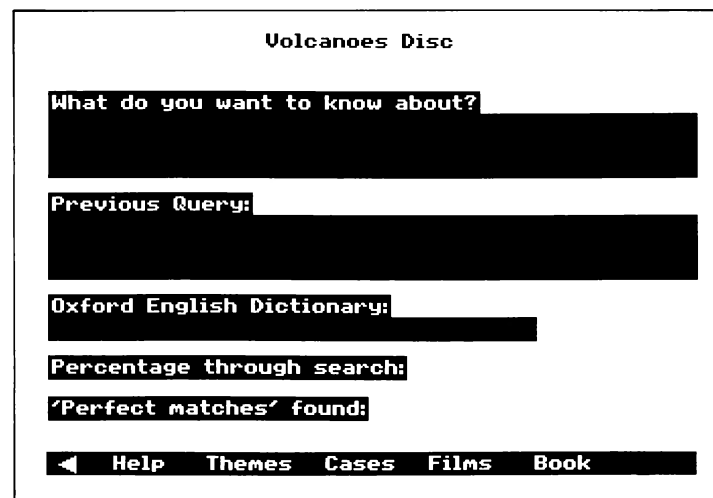 Volcanoes Disc
What do you want to know about?
Previous Query:
Oxford English Dictionary:
Percentage through search:
'Perfect matches' found:
Help Themes Cases Films Book